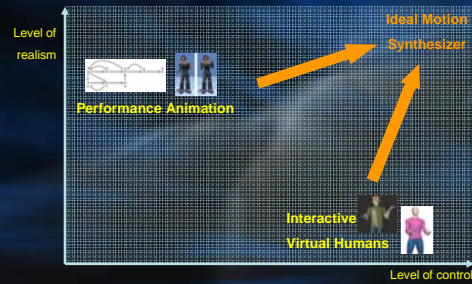 Level of
realism
Ideal Motion
Synthesizer
Performance Animation
Interactive
Virtual Humans
Level of control